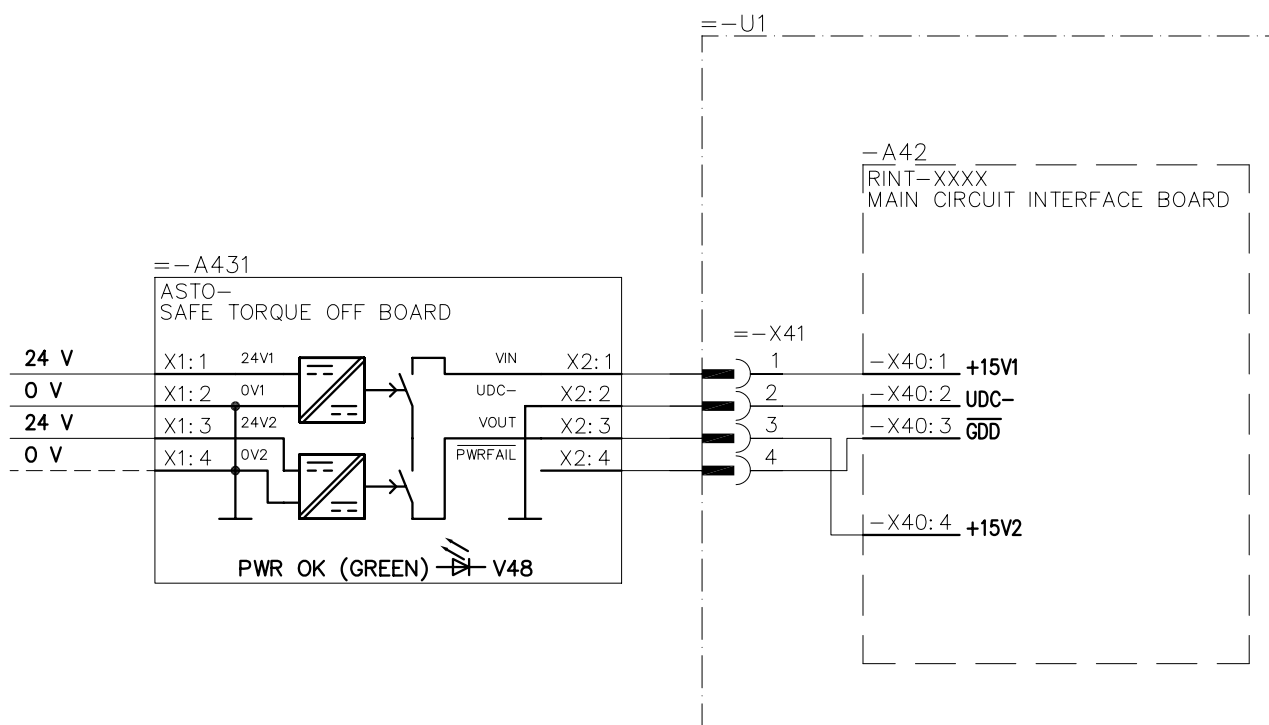 =-U1
-A42
RINT-XXXX
MAIN CIRCUIT INTERFACE BOARD
=-A431
ASTO-
SAFE TORQUE OFF BOARD
=-X41
24 V X1:1 24V1 VIN X2:1 1 -X40:1 +15V1
0 V X1:2 0V1 UDC- X2:2 2 -X40:2 UDC-
24 V X1:3 24V2 VOUT X2:3 3 -X40:3 G̅D̅D̅
0 V X1:4 0V2 P̅W̅R̅F̅A̅I̅L̅ X2:4 4
-X40:4 +15V2
PWR OK (GREEN) V48